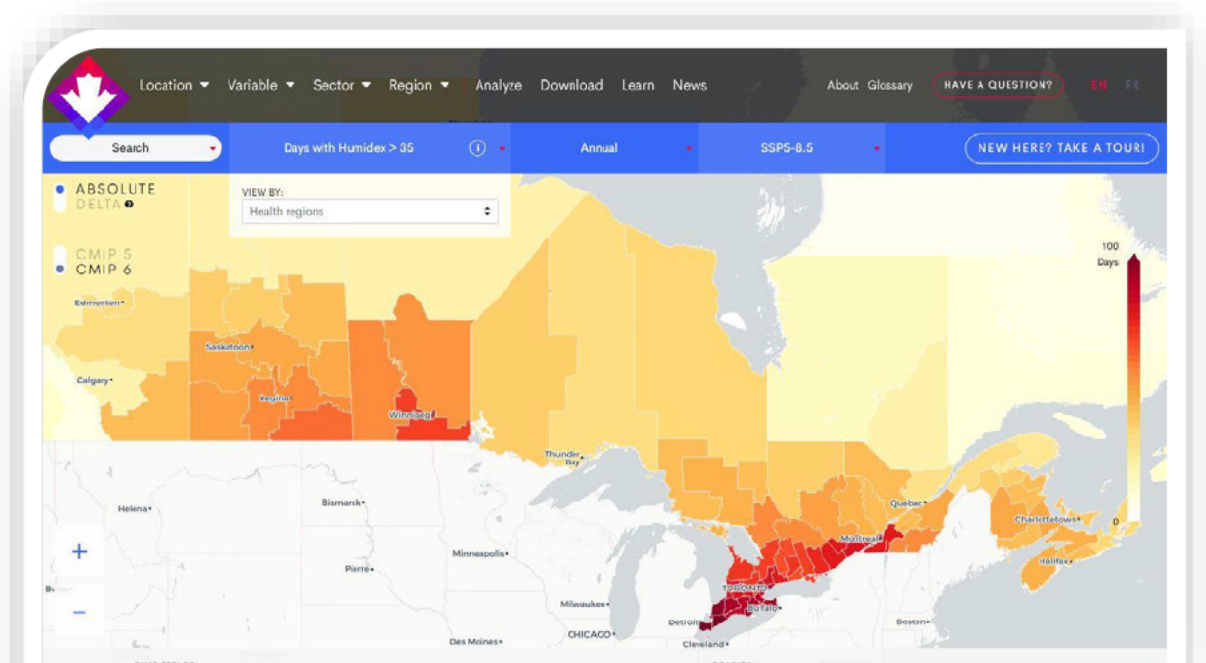 Location Variable Sector Region Analyze Download Learn News About Glossary HAVE A QUESTION? EN FR
Search Days with Humidex > 35 Annual SSP5-8.5 NEW HERE? TAKE A TOUR!
ABSOLUTE
DELTA
VIEW BY:
Health regions
CMIP 5
CMIP 6
100
Days
Edmonton
Saskatoon
Calgary
Regina
Winnipeg
Thunder
Bay
Helena
Bismarck
Quebec
Charlottetown
0
Montreal
+
Minneapolis
Halifax
Pierre
TORONTO
−
Milwaukee
Buffalo
Detroit
Boston
CHICAGO
Des Moines
Cleveland